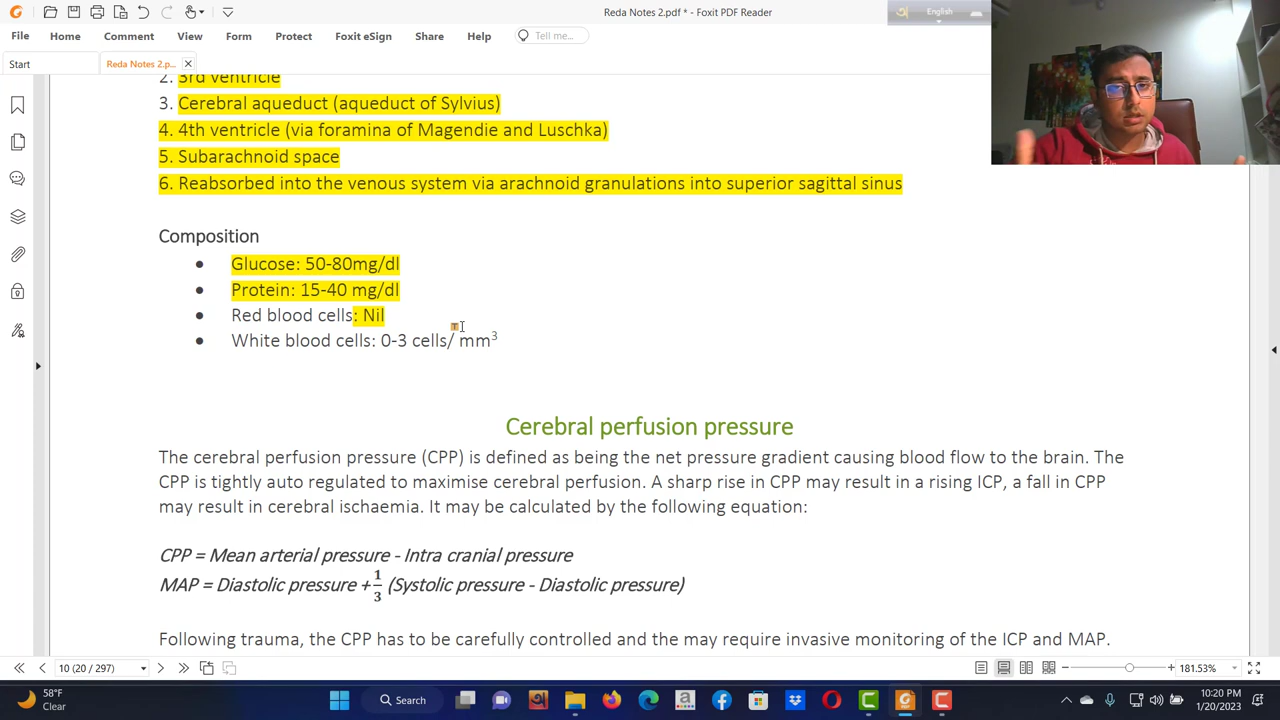 Reda Notes 2.pdf * - Foxit PDF Reader
English
File Home Comment View Form Protect Foxit eSign Share Help Tell me...
Start Reda Notes 2.p...
2. 3rd ventricle
3. Cerebral aqueduct (aqueduct of Sylvius)
4. 4th ventricle (via foramina of Magendie and Luschka)
5. Subarachnoid space
6. Reabsorbed into the venous system via arachnoid granulations into superior sagittal sinus
Composition
• Glucose: 50-80mg/dl
• Protein: 15-40 mg/dl
• Red blood cells: Nil
• White blood cells: 0-3 cells/ mm³
Cerebral perfusion pressure
The cerebral perfusion pressure (CPP) is defined as being the net pressure gradient causing blood flow to the brain. The
CPP is tightly auto regulated to maximise cerebral perfusion. A sharp rise in CPP may result in a rising ICP, a fall in CPP
may result in cerebral ischaemia. It may be calculated by the following equation:
CPP = Mean arterial pressure - Intra cranial pressure
MAP = Diastolic pressure + 1/3 (Systolic pressure - Diastolic pressure)
Following trauma, the CPP has to be carefully controlled and the may require invasive monitoring of the ICP and MAP.
10 (20 / 297) 181.53%
58°F
Clear
Search
10:20 PM
1/20/2023